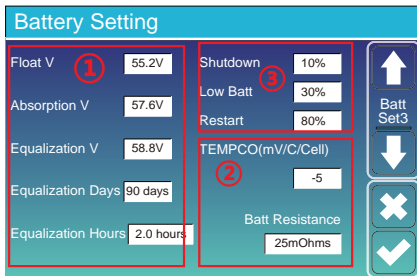 Battery Setting
Float V 55.2V
①
Absorption V 57.6V
Equalization V 58.8V
Equalization Days 90 days
Equalization Hours 2.0 hours
Shutdown 10%
③
Low Batt 30%
Restart 80%
TEMPCO(mV/C/Cell)
② -5
Batt Resistance
25mOhms
Batt
Set3